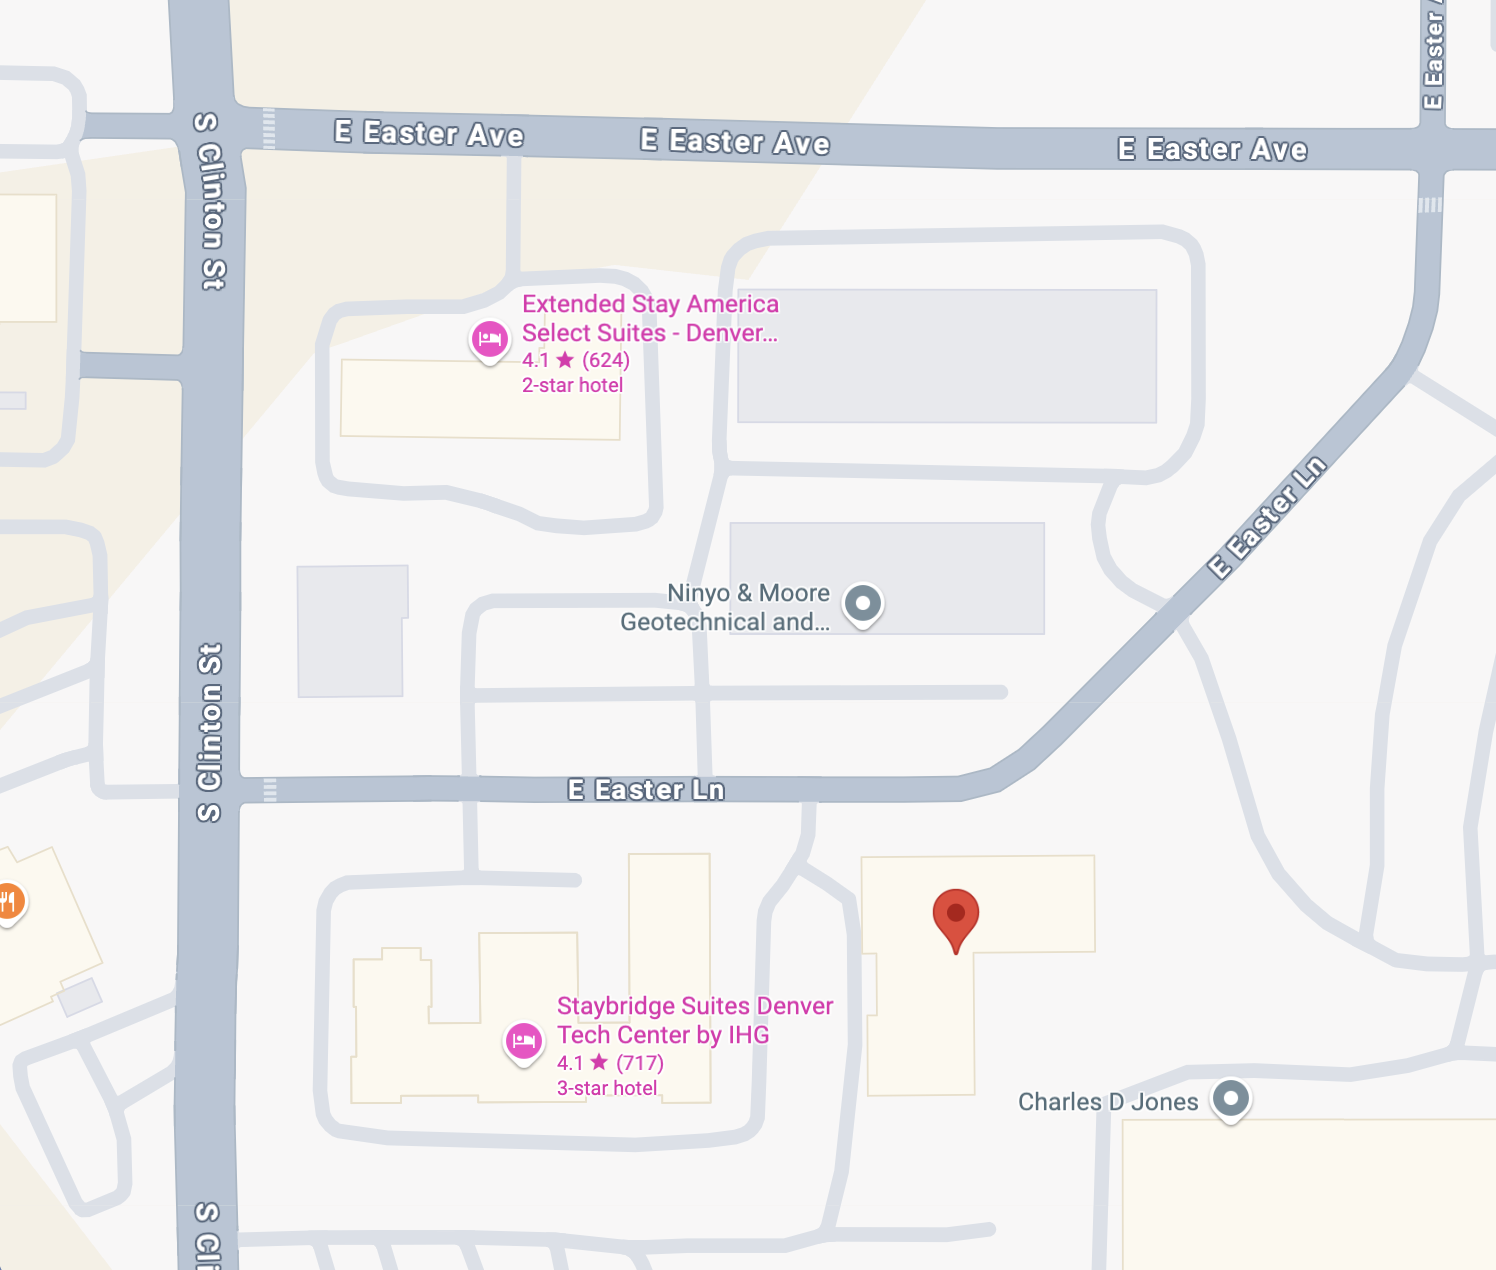 E Easter A
S Clinton St
E Easter Ave
E Easter Ave
E Easter Ave
Extended Stay America
Select Suites - Denver...
4.1 ★ (624)
2-star hotel
E Easter Ln
Ninyo & Moore
Geotechnical and...
S Clinton St
E Easter Ln
Staybridge Suites Denver
Tech Center by IHG
4.1 ★ (717)
3-star hotel
Charles D Jones
S Cli